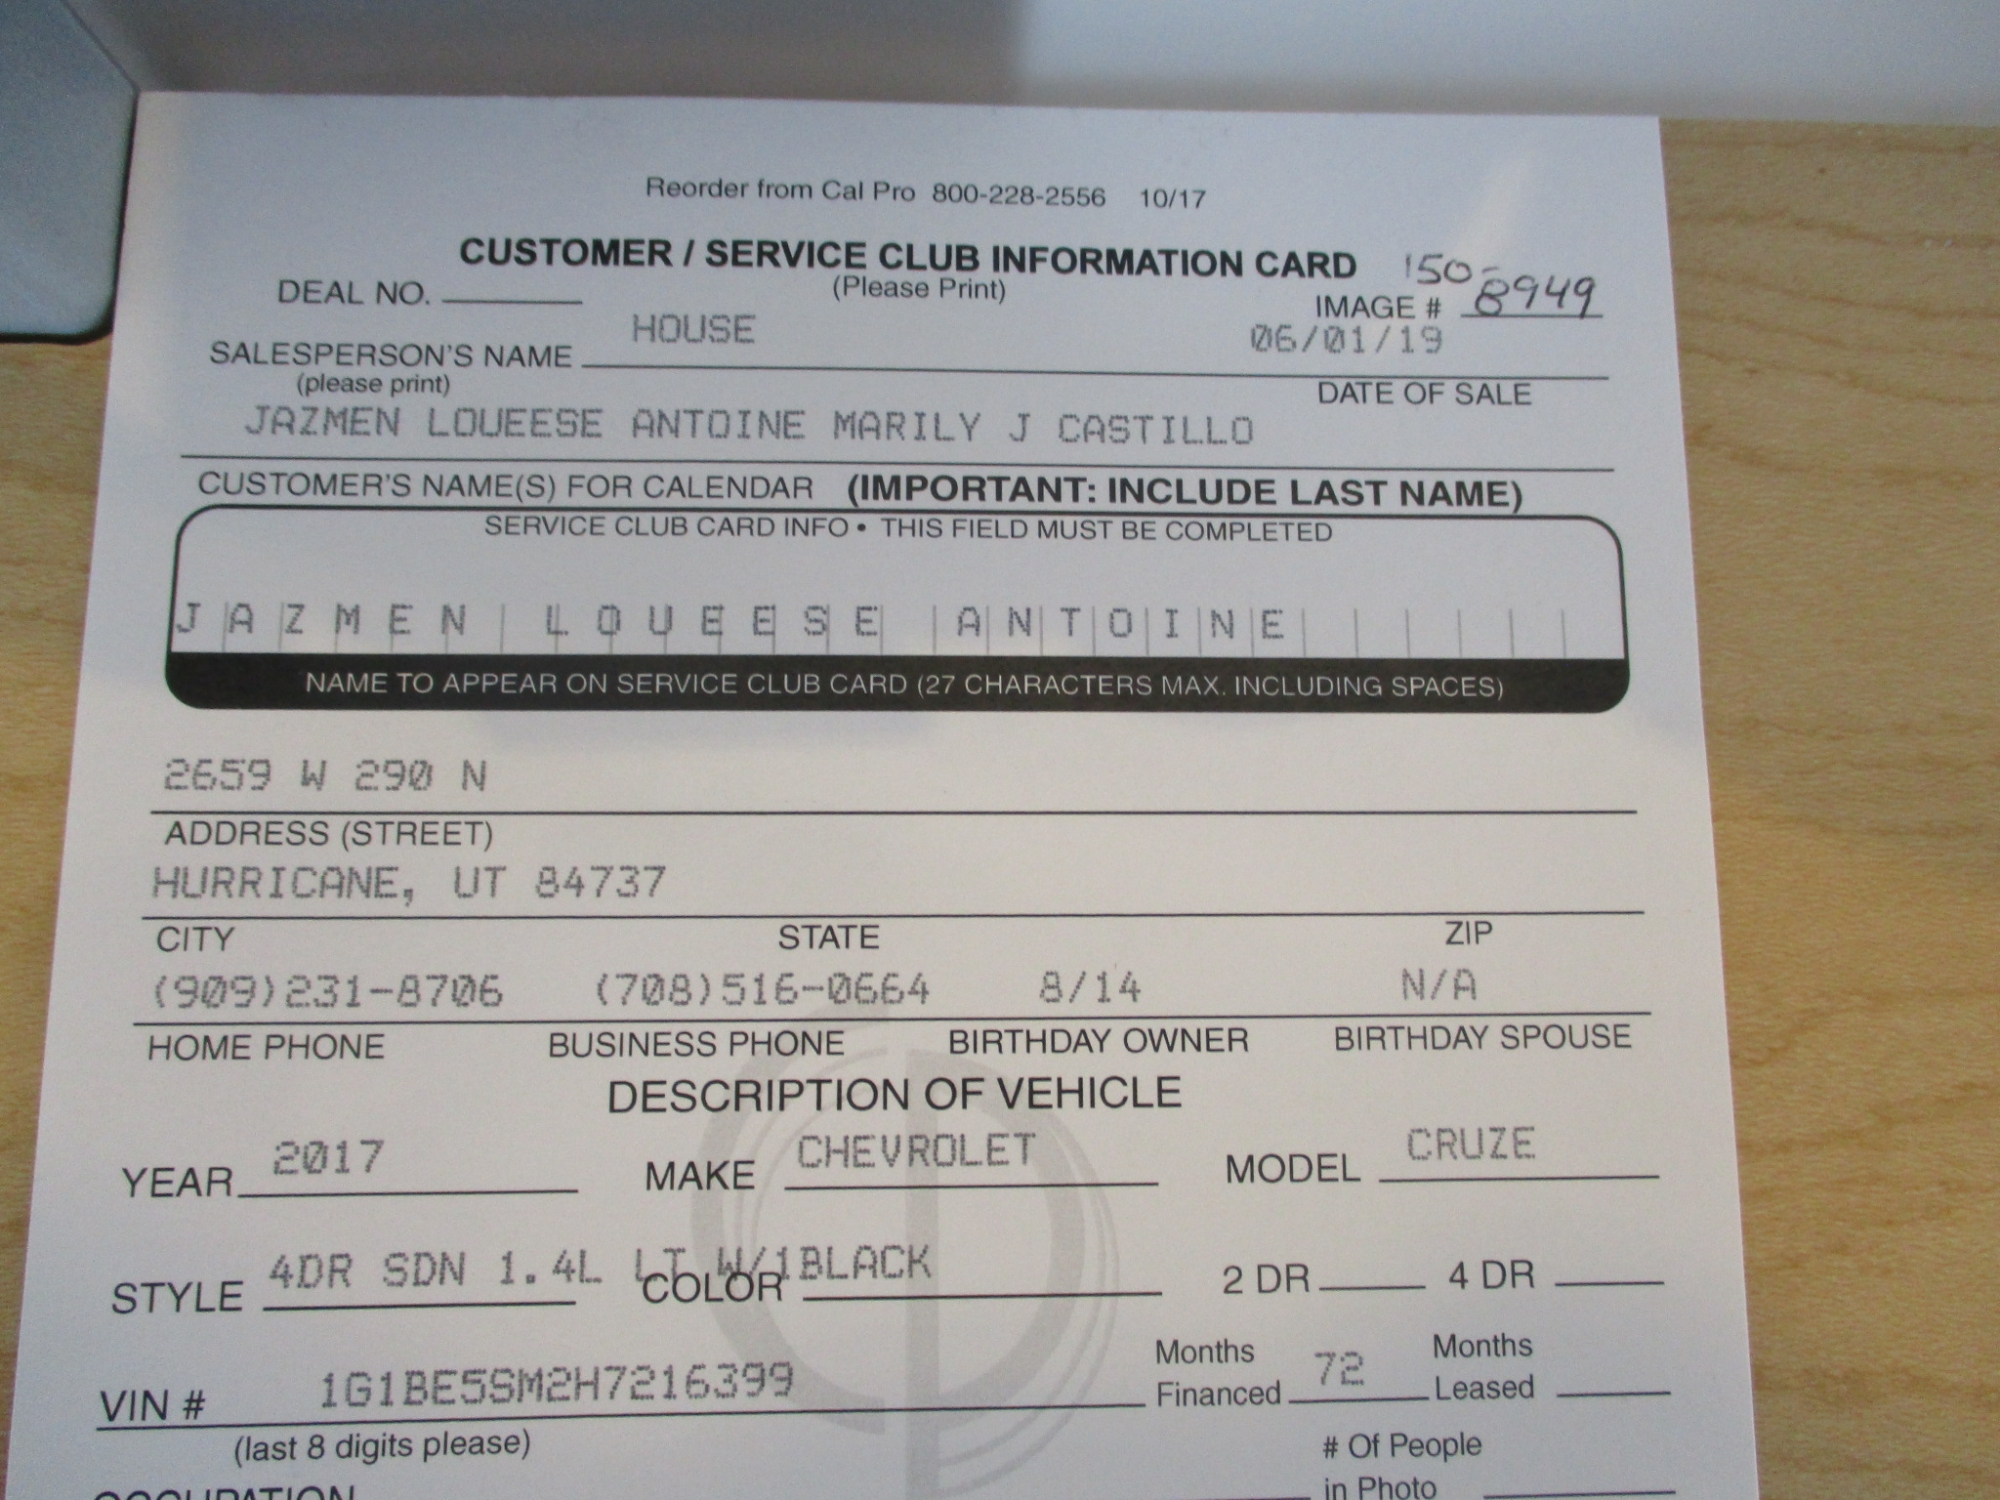 Reorder from Cal Pro 800-228-2556 10/17
CUSTOMER / SERVICE CLUB INFORMATION CARD 150-
DEAL NO. (Please Print) IMAGE # 8949
HOUSE 06/01/19
SALESPERSON'S NAME
(please print) DATE OF SALE
JAZMEN LOUEESE ANTOINE MARILY J CASTILLO
CUSTOMER'S NAME(S) FOR CALENDAR (IMPORTANT: INCLUDE LAST NAME)
SERVICE CLUB CARD INFO • THIS FIELD MUST BE COMPLETED
JAZMEN LOUEESE ANTOINE
NAME TO APPEAR ON SERVICE CLUB CARD (27 CHARACTERS MAX. INCLUDING SPACES)
2659 W 290 N
ADDRESS (STREET)
HURRICANE, UT 84737
CITY STATE ZIP
(909)231-8706 (708)516-0664 8/14 N/A
HOME PHONE BUSINESS PHONE BIRTHDAY OWNER BIRTHDAY SPOUSE
DESCRIPTION OF VEHICLE
YEAR 2017 MAKE CHEVROLET MODEL CRUZE
STYLE 4DR SDN 1.4L LT W/1 COLOR BLACK 2 DR 4 DR
VIN # 1G1BE5SM2H7216399 Months Financed 72 Months Leased
(last 8 digits please) # Of People
in Photo
OCCUPATION